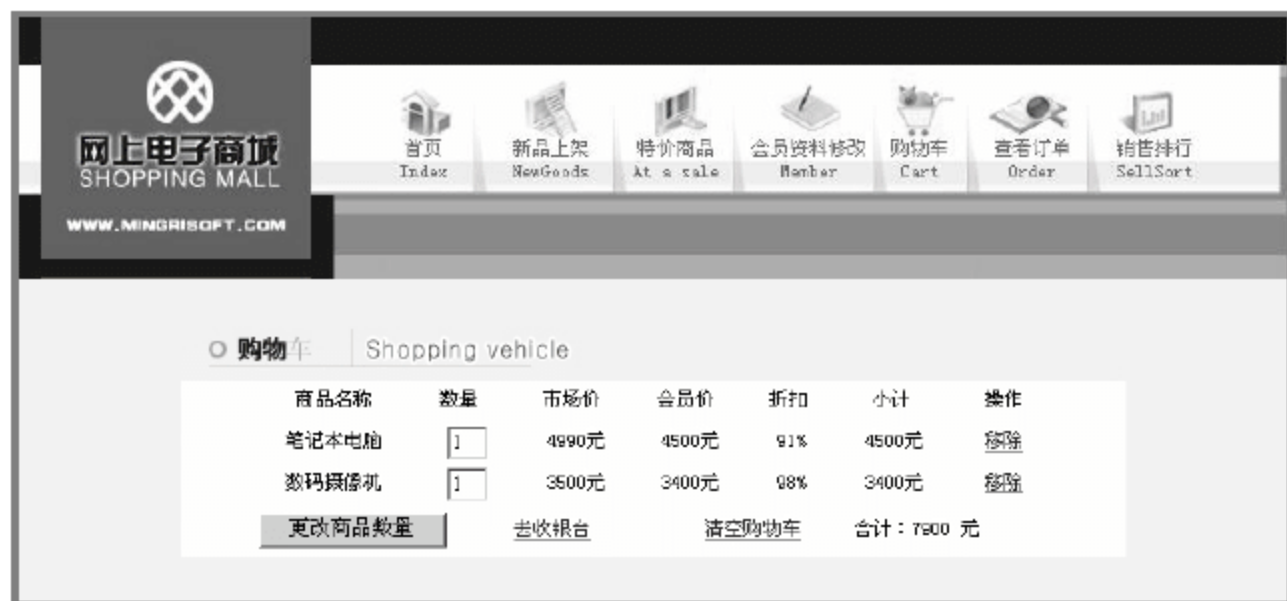 网上电子商城
SHOPPING MALL
WWW.MINGRISOFT.COM
首页 新品上架 特价商品 会员资料修改 购物车 查看订单 销售排行
Index NewGoods At a sale Member Cart Order SellSort
购物车 Shopping vehicle
商品名称 数量 市场价 会员价 折扣 小计 操作
笔记本电脑 1 4990元 4500元 91% 4500元 移除
数码摄像机 1 3500元 3400元 98% 3400元 移除
更改商品数量 去收银台 清空购物车 合计：7900 元